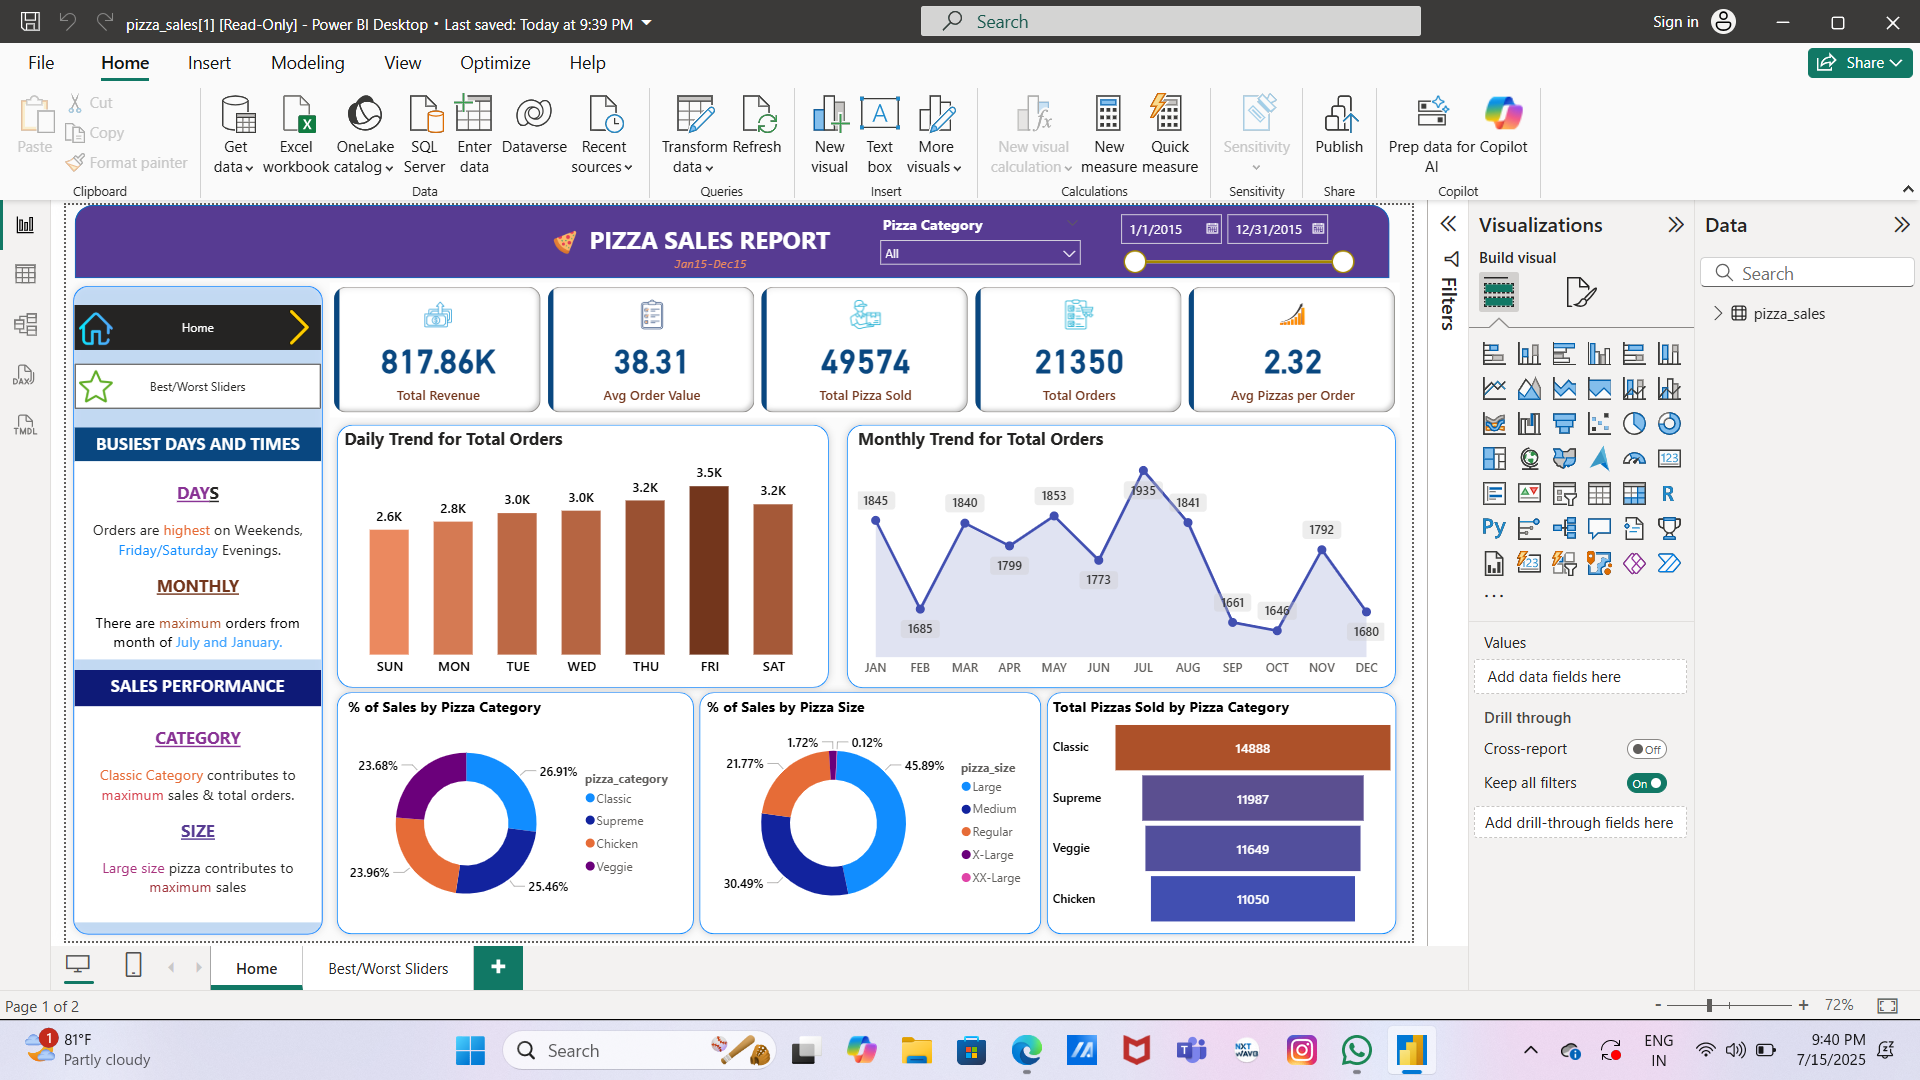 pizza_sales[1] [Read-Only] - Power BI Desktop • Last saved: Today at 9:39 PM
Search
Sign in
File
Home
Insert
Modeling
View
Optimize
Help
Share
Paste
Cut
Copy
Format painter
Clipboard
Get data
Excel workbook
OneLake catalog
SQL Server
Enter data
Dataverse
Recent sources
Data
Transform data
Refresh
Queries
New visual
Text box
More visuals
Insert
New visual calculation
New measure
Quick measure
Calculations
Sensitivity
Sensitivity
Publish
Share
Prep data for AI
Copilot
Copilot
PIZZA SALES REPORT
Jan15-Dec15
Pizza Category
All
1/1/2015
12/31/2015
Home
Best/Worst Sliders
BUSIEST DAYS AND TIMES
DAYS
Orders are highest on Weekends,
Friday/Saturday Evenings.
MONTHLY
There are maximum orders from
month of July and January.
SALES PERFORMANCE
CATEGORY
Classic Category contributes to
maximum sales & total orders.
SIZE
Large size pizza contributes to
maximum sales
817.86K
Total Revenue
38.31
Avg Order Value
49574
Total Pizza Sold
21350
Total Orders
2.32
Avg Pizzas per Order
Daily Trend for Total Orders
2.6K
2.8K
3.0K
3.0K
3.2K
3.5K
3.2K
SUN MON TUE WED THU FRI SAT
Monthly Trend for Total Orders
1845
1685
1840
1799
1853
1773
1935
1841
1661
1646
1792
1680
JAN FEB MAR APR MAY JUN JUL AUG SEP OCT NOV DEC
% of Sales by Pizza Category
23.68%
26.91%
23.96%
25.46%
pizza_category
Classic
Supreme
Chicken
Veggie
% of Sales by Pizza Size
1.72%
0.12%
21.77%
45.89%
30.49%
pizza_size
Large
Medium
Regular
X-Large
XX-Large
Total Pizzas Sold by Pizza Category
Classic 14888
Supreme 11987
Veggie 11649
Chicken 11050
Filters
Visualizations
Build visual
123
R
Py
123
...
Values
Add data fields here
Drill through
Cross-report
Off
Keep all filters
On
Add drill-through fields here
Data
Search
pizza_sales
DAX
TMDL
Home
Best/Worst Sliders
+
Page 1 of 2
- + 72%
1
81°F
Partly cloudy
Search
NXT WAVE
ENG
IN
9:40 PM
7/15/2025